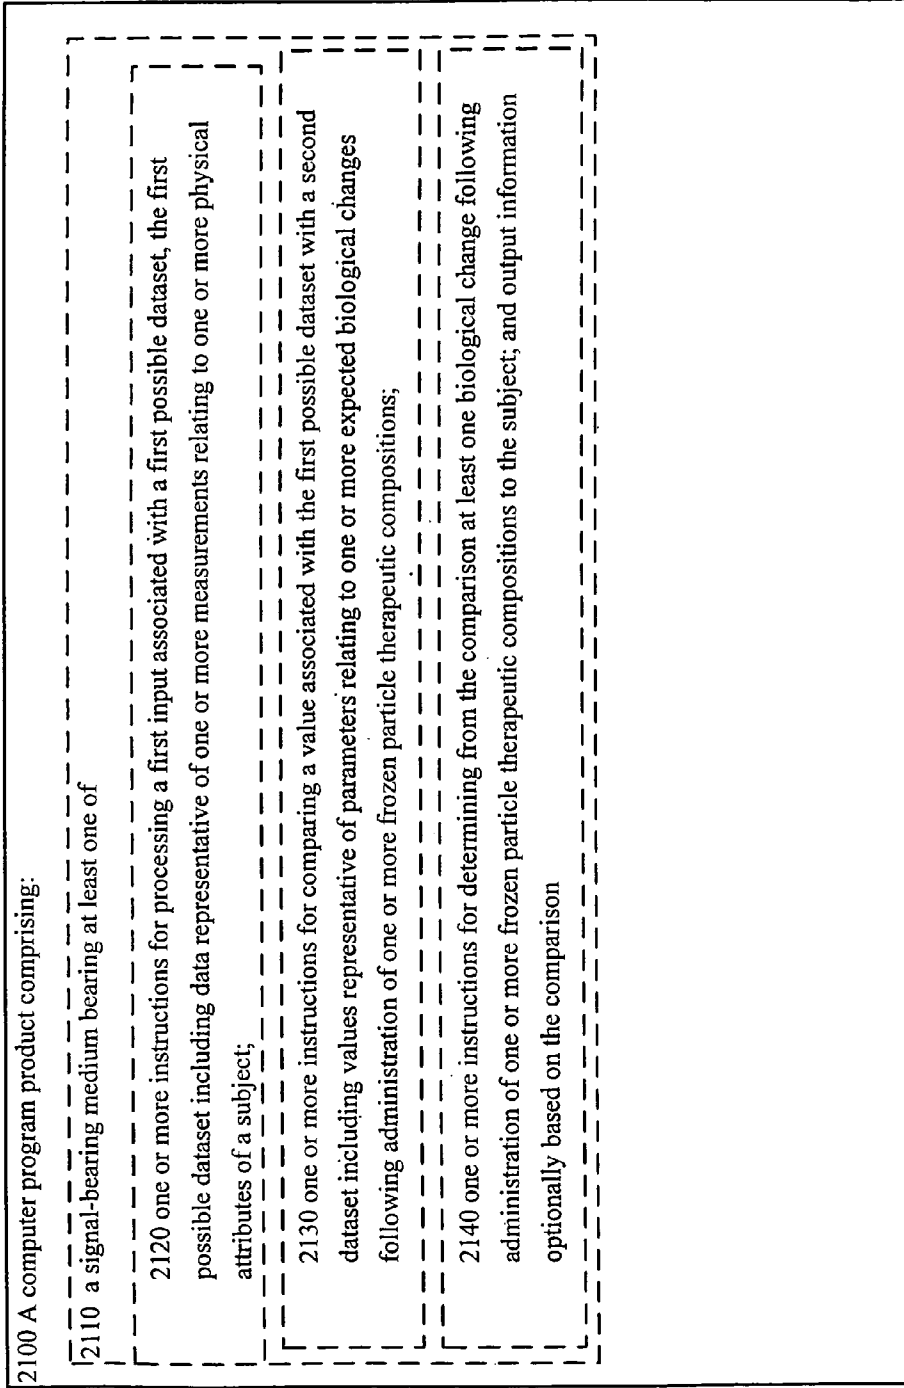 2100 A computer program product comprising:
2110 a signal-bearing medium bearing at least one of
2120 one or more instructions for processing a first input associated with a first possible dataset, the first
possible dataset including data representative of one or more measurements relating to one or more physical
attributes of a subject;
2130 one or more instructions for comparing a value associated with the first possible dataset with a second
dataset including values representative of parameters relating to one or more expected biological changes
following administration of one or more frozen particle therapeutic compositions;
2140 one or more instructions for determining from the comparison at least one biological change following
administration of one or more frozen particle therapeutic compositions to the subject; and output information
optionally based on the comparison